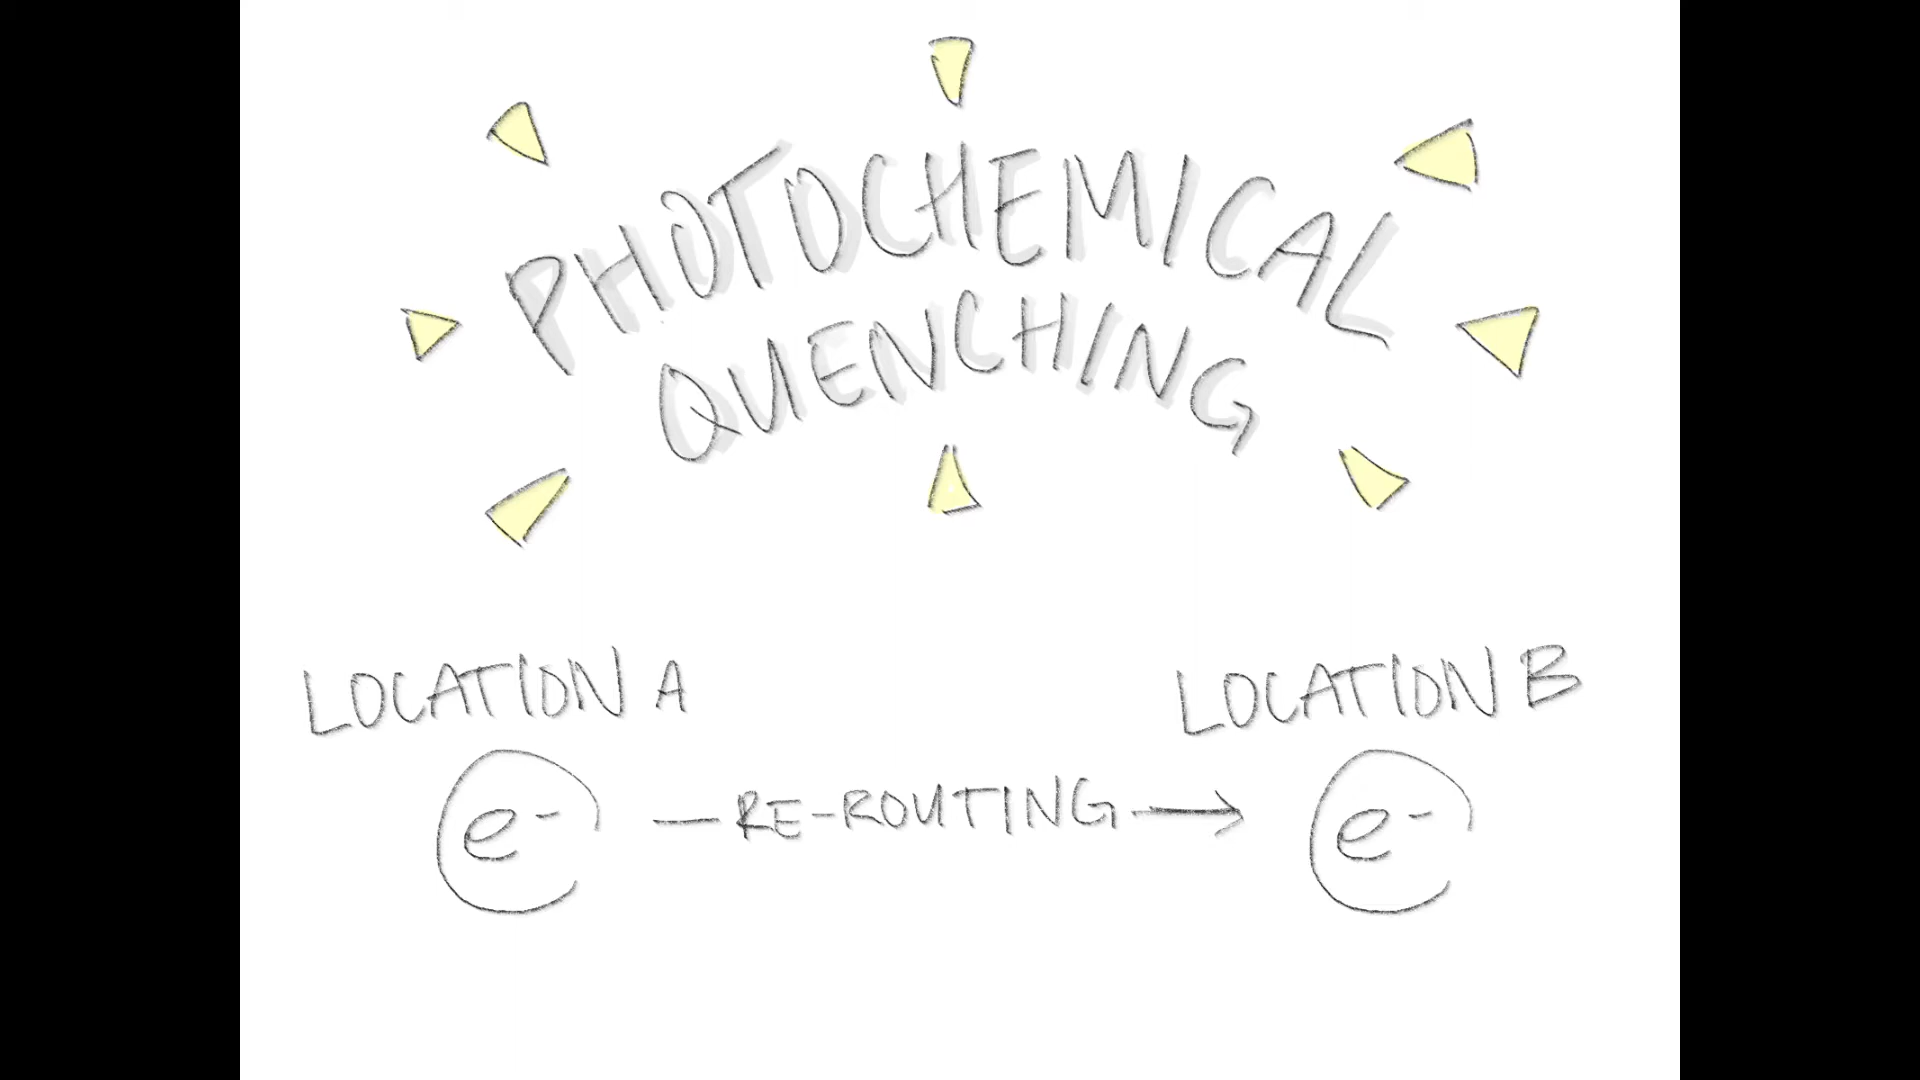 PHOTOCHEMICAL
QUENCHING
LOCATION A
LOCATION B
e-
—RE-ROUTING→
e-